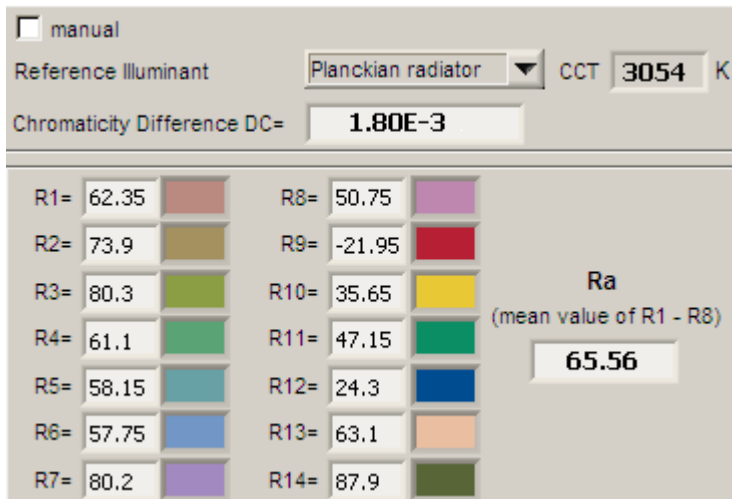 manual
Reference Illuminant Planckian radiator CCT 3054 K
Chromaticity Difference DC= 1.80E-3
R1= 62.35 R8= 50.75
R2= 73.9 R9= -21.95
R3= 80.3 R10= 35.65 Ra
(mean value of R1 - R8)
R4= 61.1 R11= 47.15
65.56
R5= 58.15 R12= 24.3
R6= 57.75 R13= 63.1
R7= 80.2 R14= 87.9